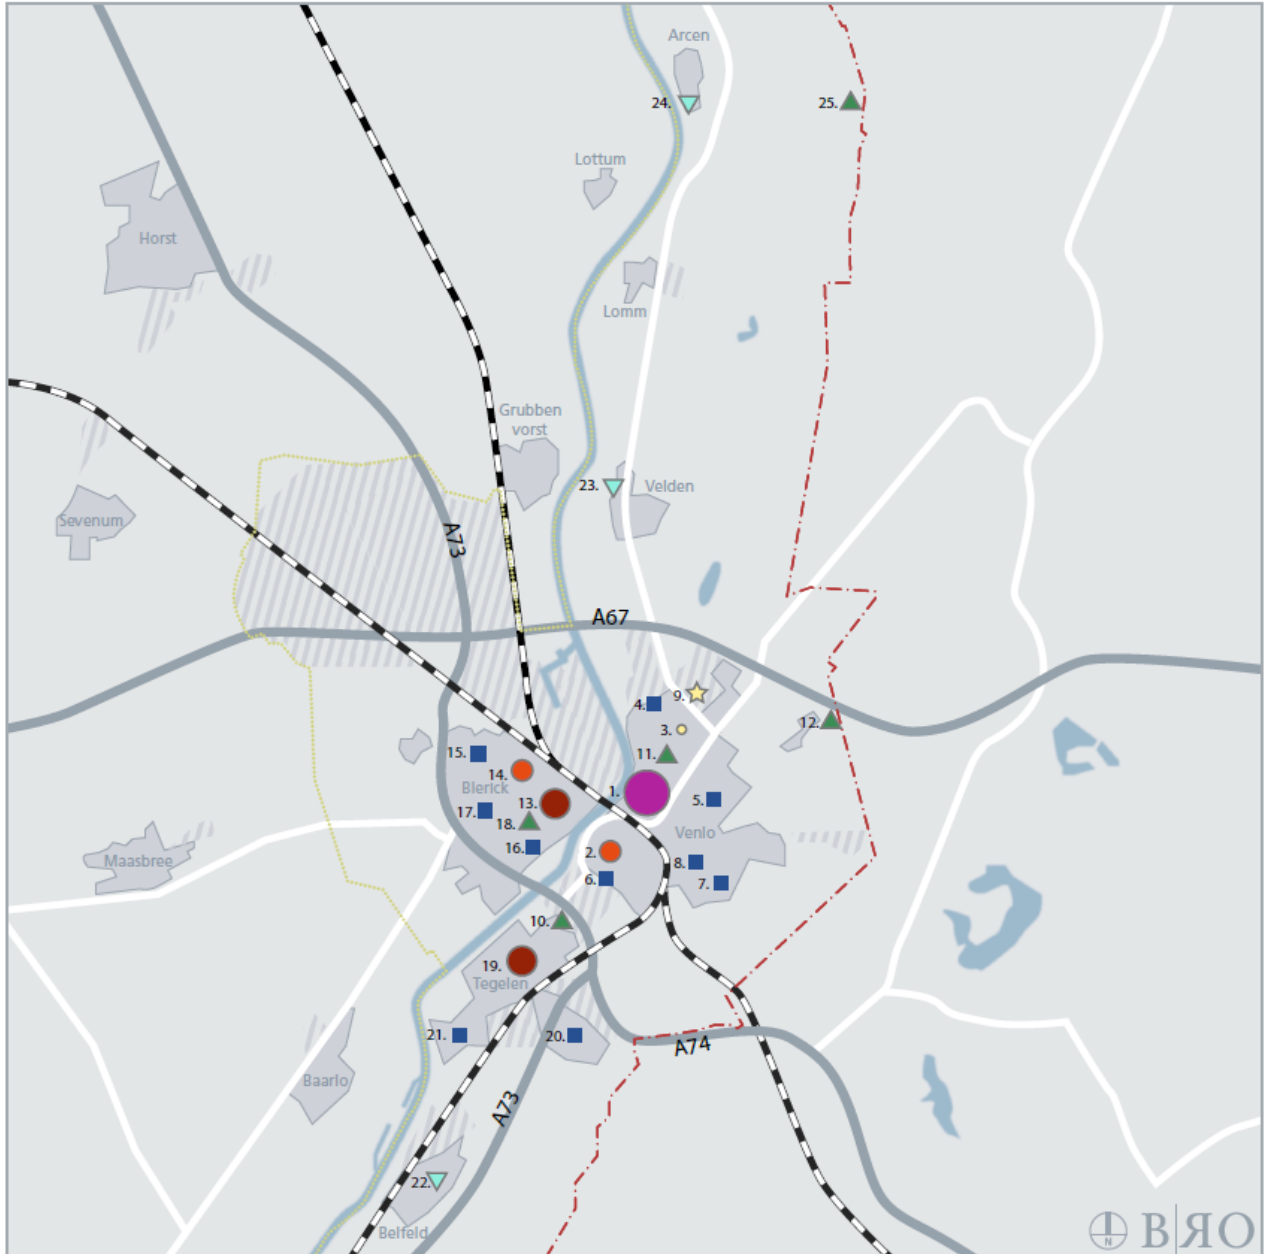 Arcen
24.
25.
Lottum
Horst
Lomm
Grubben
vorst
23.
Velden
Sevenum
A73
A67
9.
4.
3.
12.
11.
15.
14.
Blerick
1.
13.
5.
17.
18.
Venlo
16.
2.
8.
Maasbree
6.
7.
10.
19.
Tegelen
21.
20.
A74
Baarlo
A73
22.
Belfeld
N
B|ЯO